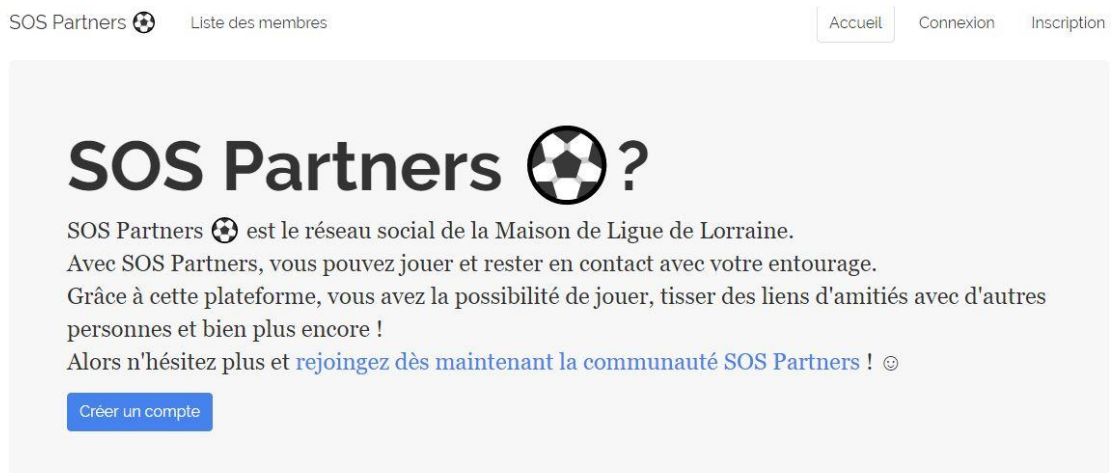 SOS Partners ⚽ Liste des membres Accueil Connexion Inscription
SOS Partners ⚽ ?
SOS Partners ⚽ est le réseau social de la Maison de Ligue de Lorraine.
Avec SOS Partners, vous pouvez jouer et rester en contact avec votre entourage.
Grâce à cette plateforme, vous avez la possibilité de jouer, tisser des liens d'amitiés avec d'autres
personnes et bien plus encore !
Alors n'hésitez plus et rejoingez dès maintenant la communauté SOS Partners ! ☺
Créer un compte